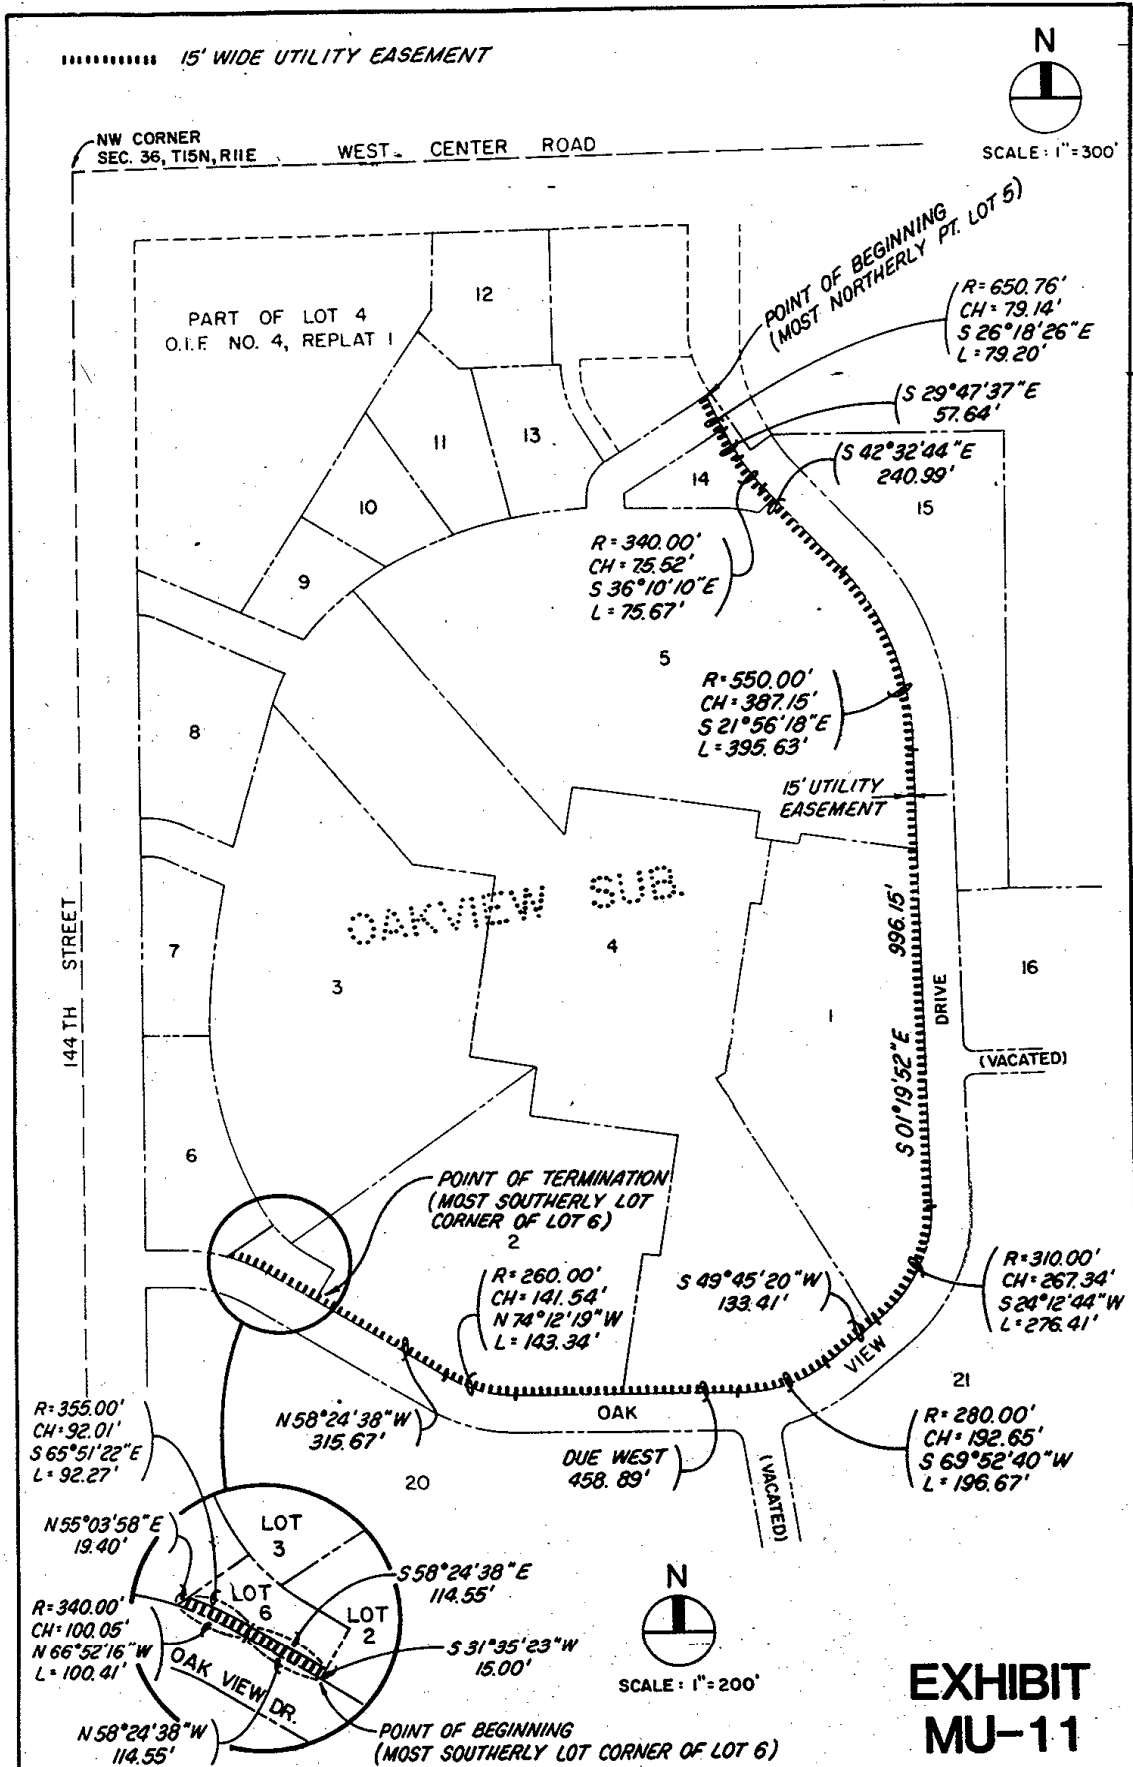 15' WIDE UTILITY EASEMENT
N
SCALE: 1"=300'
NW CORNER
SEC. 36, T15N, R11E
WEST CENTER ROAD
POINT OF BEGINNING
(MOST NORTHERLY PT. LOT 5)
PART OF LOT 4
O.I.F. NO. 4, REPLAT 1
12
R=650.76'
CH=79.14'
S 26°18'26"E
L=79.20'
S 29°47'37"E
57.64'
S 42°32'44"E
240.99'
11
13
14
15
10
9
R=340.00'
CH=75.52'
S 36°10'10"E
L=75.67'
5
R=550.00'
CH=387.15'
S 21°56'18"E
L=395.63'
8
15' UTILITY
EASEMENT
OAKVIEW SUB.
996.15'
S 01°19'52"E
DRIVE
144TH STREET
7
3
4
1
16
(VACATED)
6
POINT OF TERMINATION
(MOST SOUTHERLY LOT
CORNER OF LOT 6)
2
R=260.00'
CH=141.54'
N 74°12'19"W
L=143.34'
S 49°45'20"W
133.41'
R=310.00'
CH=267.34'
S 24°12'44"W
L=276.41'
VIEW
21
OAK
N 58°24'38"W
315.67'
DUE WEST
458.89'
(VACATED)
R=280.00'
CH=192.65'
S 69°52'40"W
L=196.67'
20
R=355.00'
CH=92.01'
S 65°51'22"E
L=92.27'
N 55°03'58"E
19.40'
LOT
3
LOT
6
LOT
2
S 58°24'38"E
114.55'
R=340.00'
CH=100.05'
N 66°52'16"W
L=100.41'
S 31°35'23"W
15.00'
OAK VIEW DR.
N 58°24'38"W
114.55'
POINT OF BEGINNING
(MOST SOUTHERLY LOT CORNER OF LOT 6)
N
SCALE: 1"=200'
EXHIBIT
MU-11